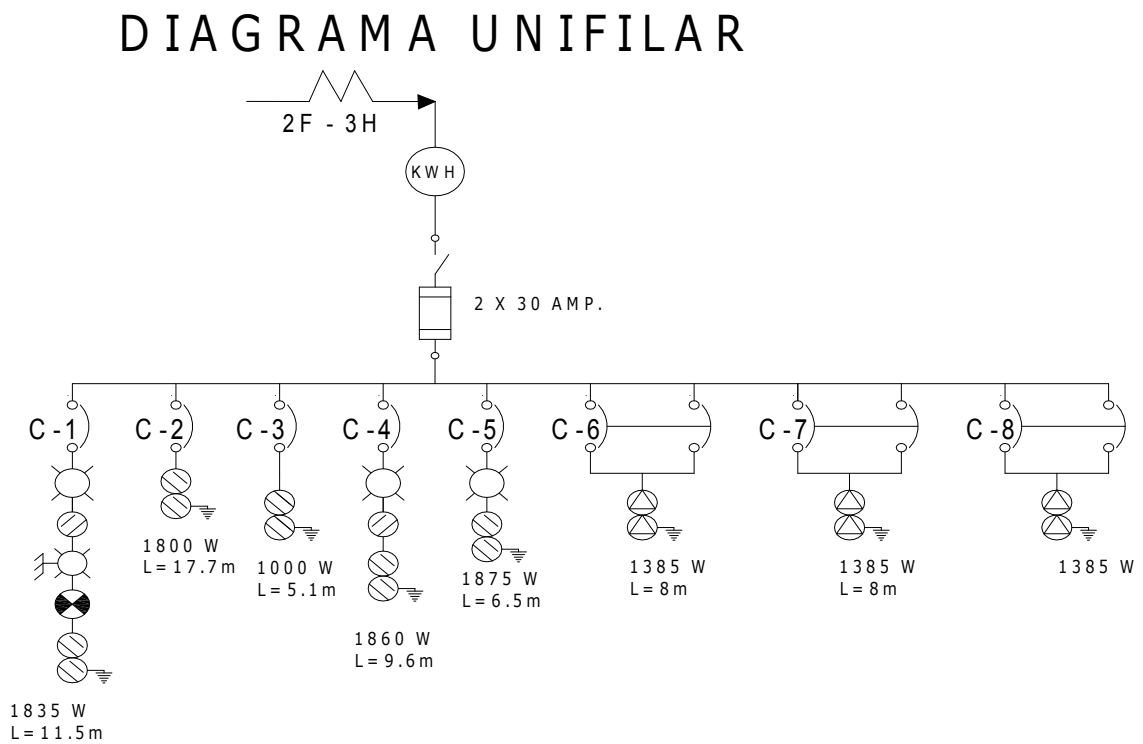 DIAGRAMA UNIFILAR
2F - 3H
KWH
2 X 30 AMP.
C-1
C-2
C-3
C-4
C-5
C-6
C-7
C-8
1800 W
L=17.7m
1000 W
L=5.1m
1875 W
L=6.5m
1385 W
L=8m
1385 W
L=8m
1385 W
1860 W
L=9.6m
1835 W
L=11.5m